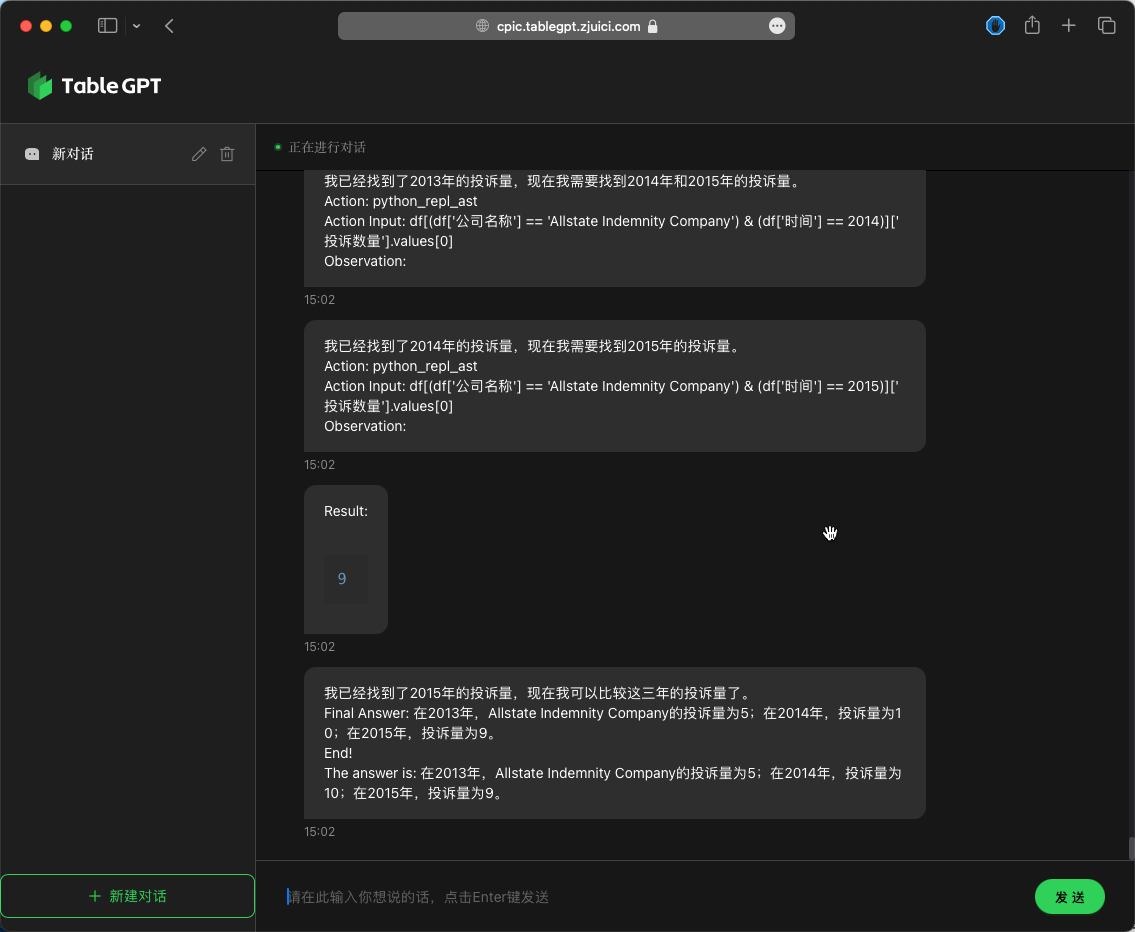 cpic.tablegpt.zjuici.com
TableGPT
新对话
正在进行对话
我已经找到了2013年的投诉量，现在我需要找到2014年和2015年的投诉量。
Action: python_repl_ast
Action Input: df[(df['公司名称'] == 'Allstate Indemnity Company') & (df['时间'] == 2014)]['
投诉数量'].values[0]
Observation:
15:02
我已经找到了2014年的投诉量，现在我需要找到2015年的投诉量。
Action: python_repl_ast
Action Input: df[(df['公司名称'] == 'Allstate Indemnity Company') & (df['时间'] == 2015)]['
投诉数量'].values[0]
Observation:
15:02
Result:
9
15:02
我已经找到了2015年的投诉量，现在我可以比较这三年的投诉量了。
Final Answer: 在2013年，Allstate Indemnity Company的投诉量为5；在2014年，投诉量为1
0；在2015年，投诉量为9。
End!
The answer is: 在2013年，Allstate Indemnity Company的投诉量为5；在2014年，投诉量为
10；在2015年，投诉量为9。
15:02
+ 新建对话
请在此输入你想说的话，点击Enter键发送
发 送